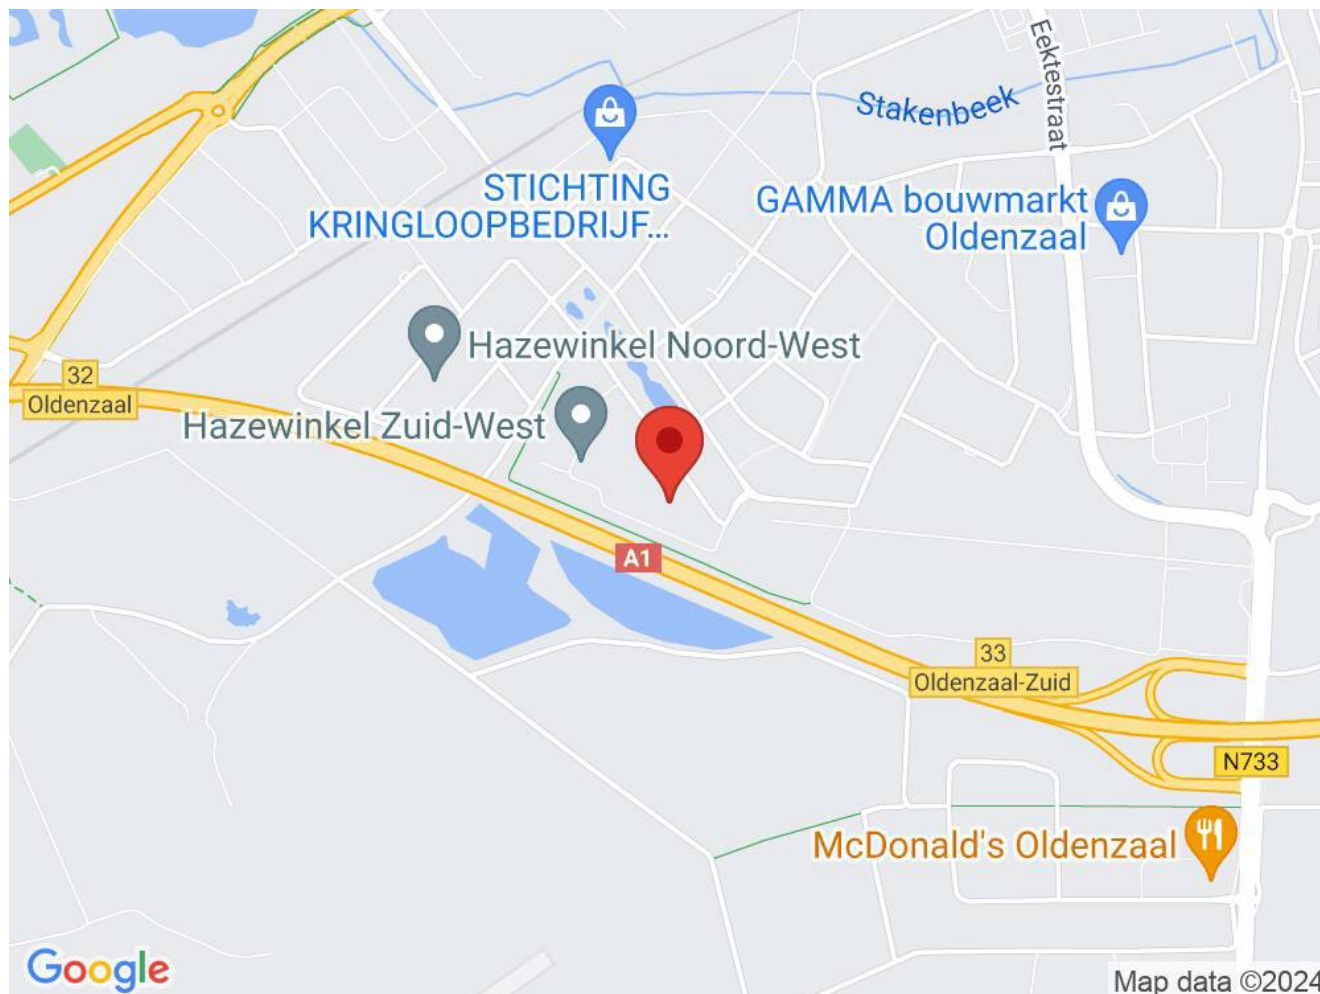 Eektestraat
Stakenbeek
STICHTING
KRINGLOOPBEDRIJF...
GAMMA bouwmarkt
Oldenzaal
Hazewinkel Noord-West
32
Oldenzaal
Hazewinkel Zuid-West
A1
33
Oldenzaal-Zuid
N733
McDonald's Oldenzaal
Google
Map data ©2024